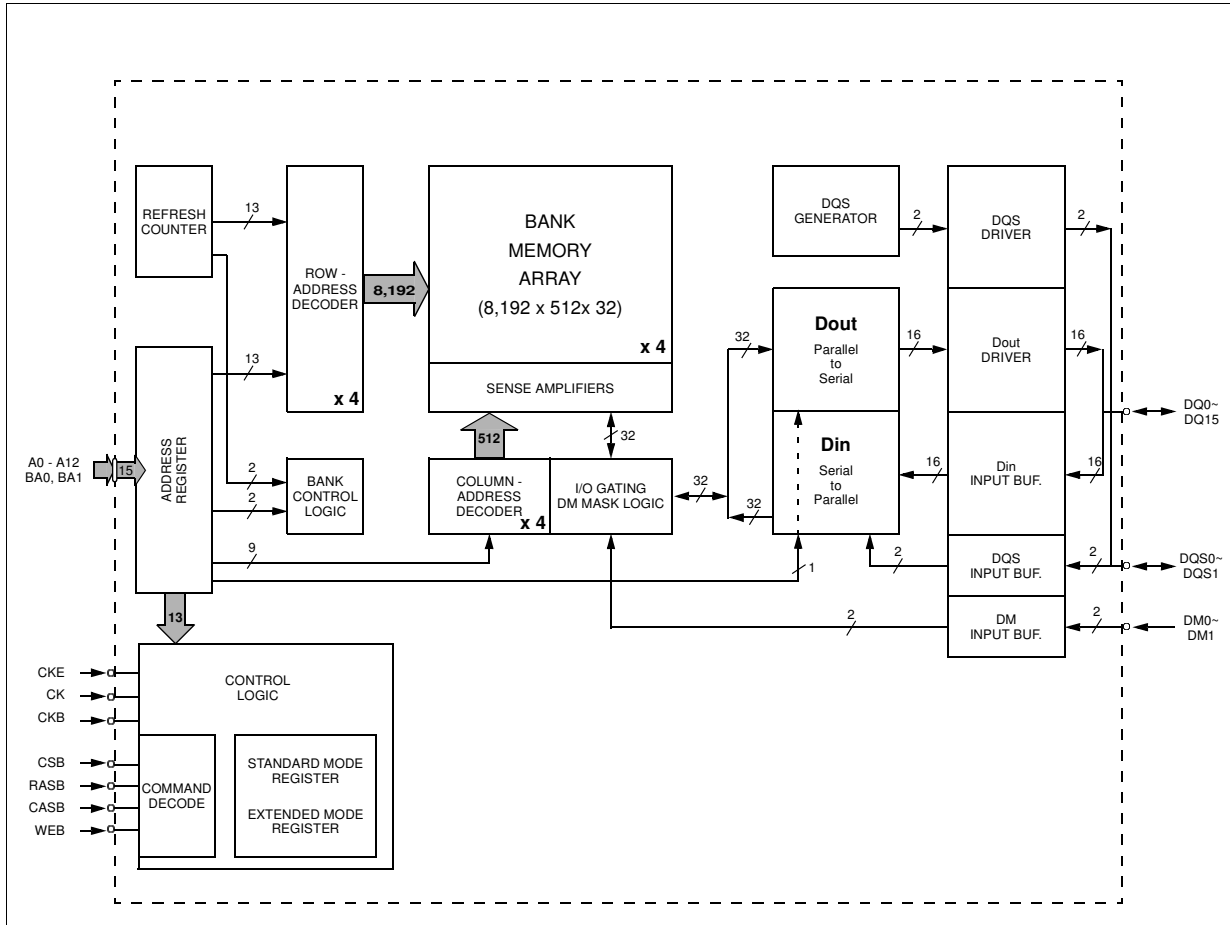 REFRESH
COUNTER
13
ROW -
ADDRESS
DECODER
x 4
8,192
BANK
MEMORY
ARRAY
(8,192 x 512x 32)
x 4
SENSE AMPLIFIERS
DQS
GENERATOR
2
DQS
DRIVER
2
32
Dout
Parallel
to
Serial
16
Dout
DRIVER
16
13
A0 - A12
BA0, BA1
15
ADDRESS
REGISTER
2
2
BANK
CONTROL
LOGIC
512
32
COLUMN -
ADDRESS
DECODER
x 4
I/O GATING
DM MASK LOGIC
32
32
Din
Serial
to
Parallel
16
Din
INPUT BUF.
16
DQ0~
DQ15
9
1
2
DQS
INPUT BUF.
2
DQS0~
DQS1
2
DM
INPUT BUF.
2
DM0~
DM1
13
CKE
CK
CKB
CSB
RASB
CASB
WEB
CONTROL
LOGIC
COMMAND
DECODE
STANDARD MODE
REGISTER
EXTENDED MODE
REGISTER